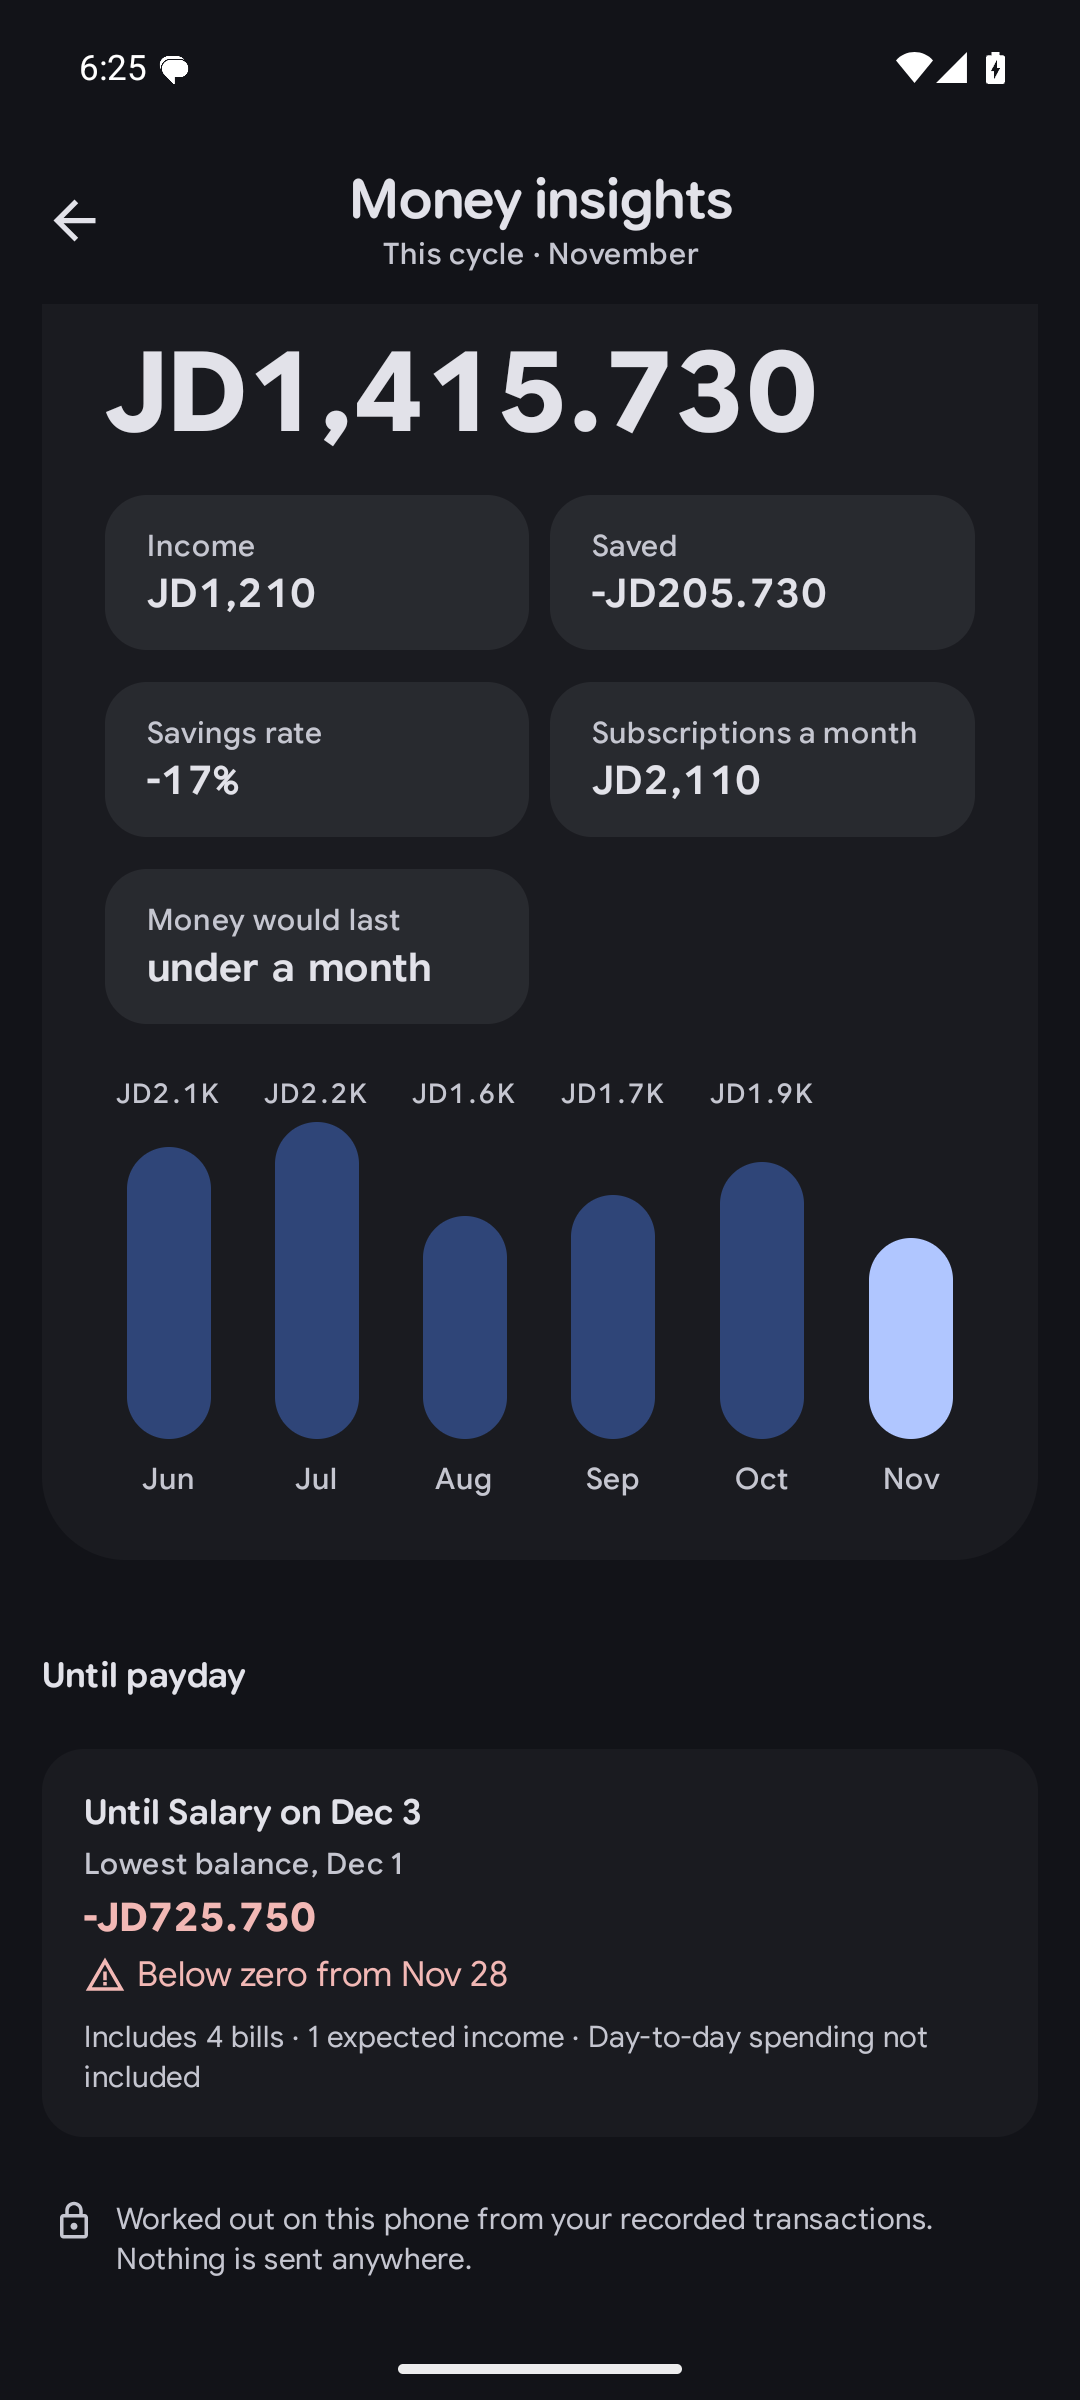 6:25
Money insights
This cycle · November
JD1,415.730
Income
JD1,210
Saved
-JD205.730
Savings rate
-17%
Subscriptions a month
JD2,110
Money would last
under a month
JD2.1K JD2.2K JD1.6K JD1.7K JD1.9K
Jun Jul Aug Sep Oct Nov
Until payday
Until Salary on Dec 3
Lowest balance, Dec 1
-JD725.750
Below zero from Nov 28
Includes 4 bills · 1 expected income · Day-to-day spending not
included
Worked out on this phone from your recorded transactions.
Nothing is sent anywhere.